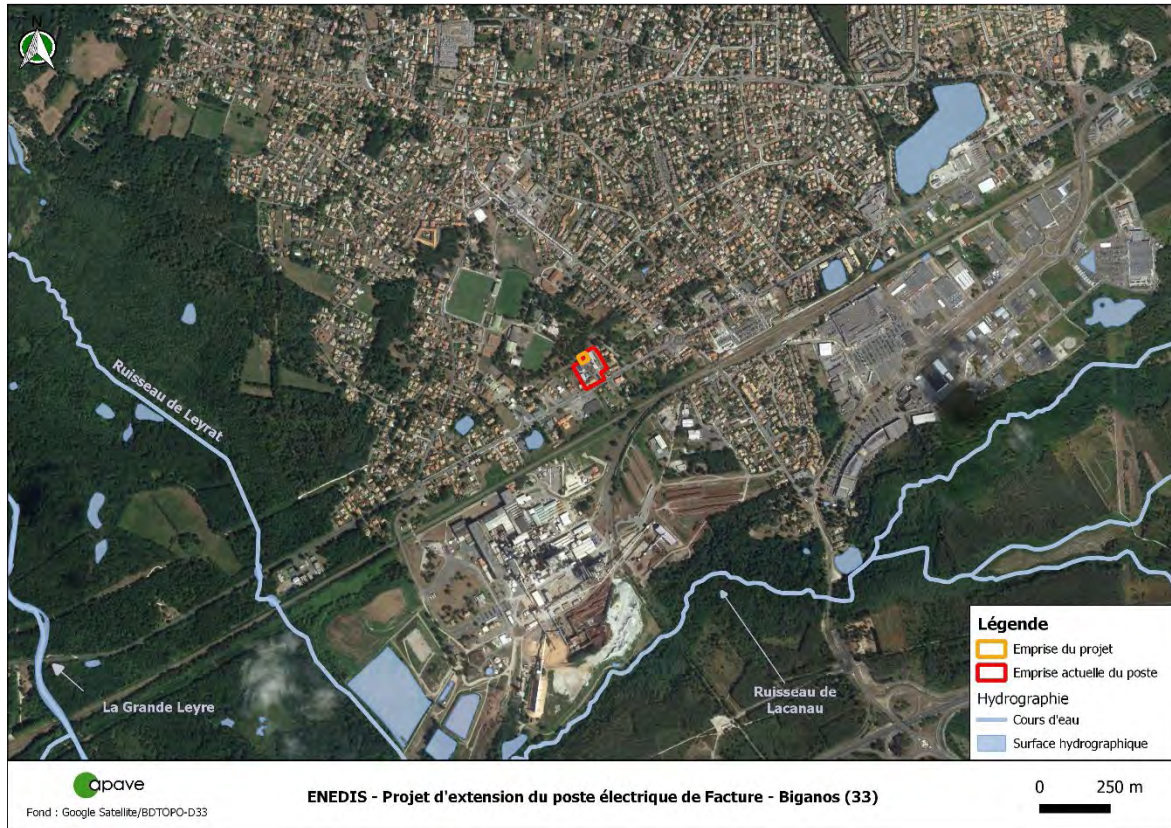 N
Ruisseau de Leyrat
La Grande Leyre
Ruisseau de
Lacanau
Légende
Emprise du projet
Emprise actuelle du poste
Hydrographie
Cours d'eau
Surface hydrographique
apave
Fond : Google Satellite/BDTOPO-D33
ENEDIS - Projet d'extension du poste électrique de Facture - Biganos (33)
0 250 m